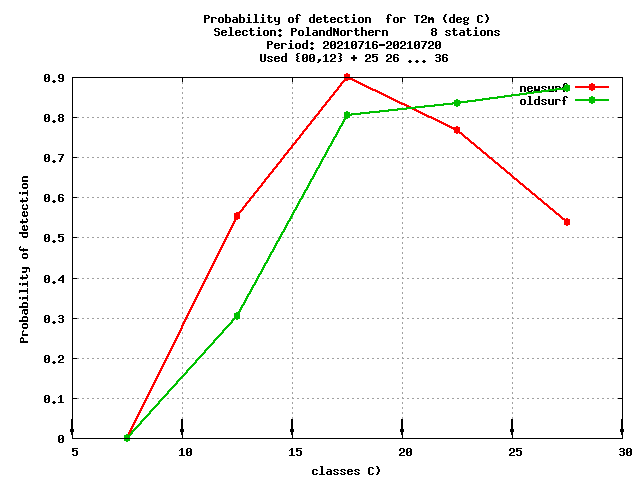 Probability of detection for T2m (deg C)
Selection: PolandNorthern 8 stations
Period: 20210716-20210720
Used {00,12} + 25 26 ... 36
newsurf
oldsurf
0.9
0.8
0.7
0.6
0.5
0.4
0.3
0.2
0.1
0
Probability of detection
5 10 15 20 25 30
classes C)